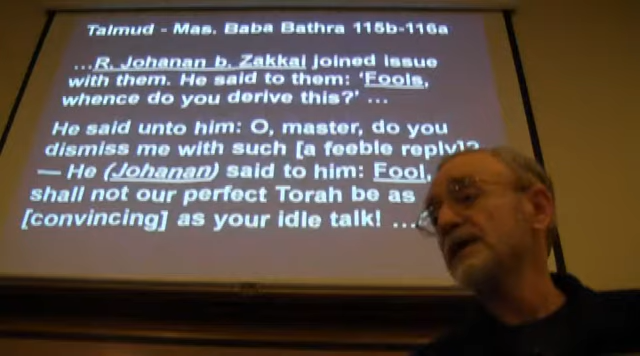 Talmud - Mas. Baba Bathra 115b-116a
...R. Johanan b. Zakkai joined issue
with them. He said to them: 'Fools,
whence do you derive this?' ...
He said unto him: O, master, do you
dismiss me with such [a feeble reply]?
— He (Johanan) said to him: Fool,
shall not our perfect Torah be as
[convincing] as your idle talk! ...